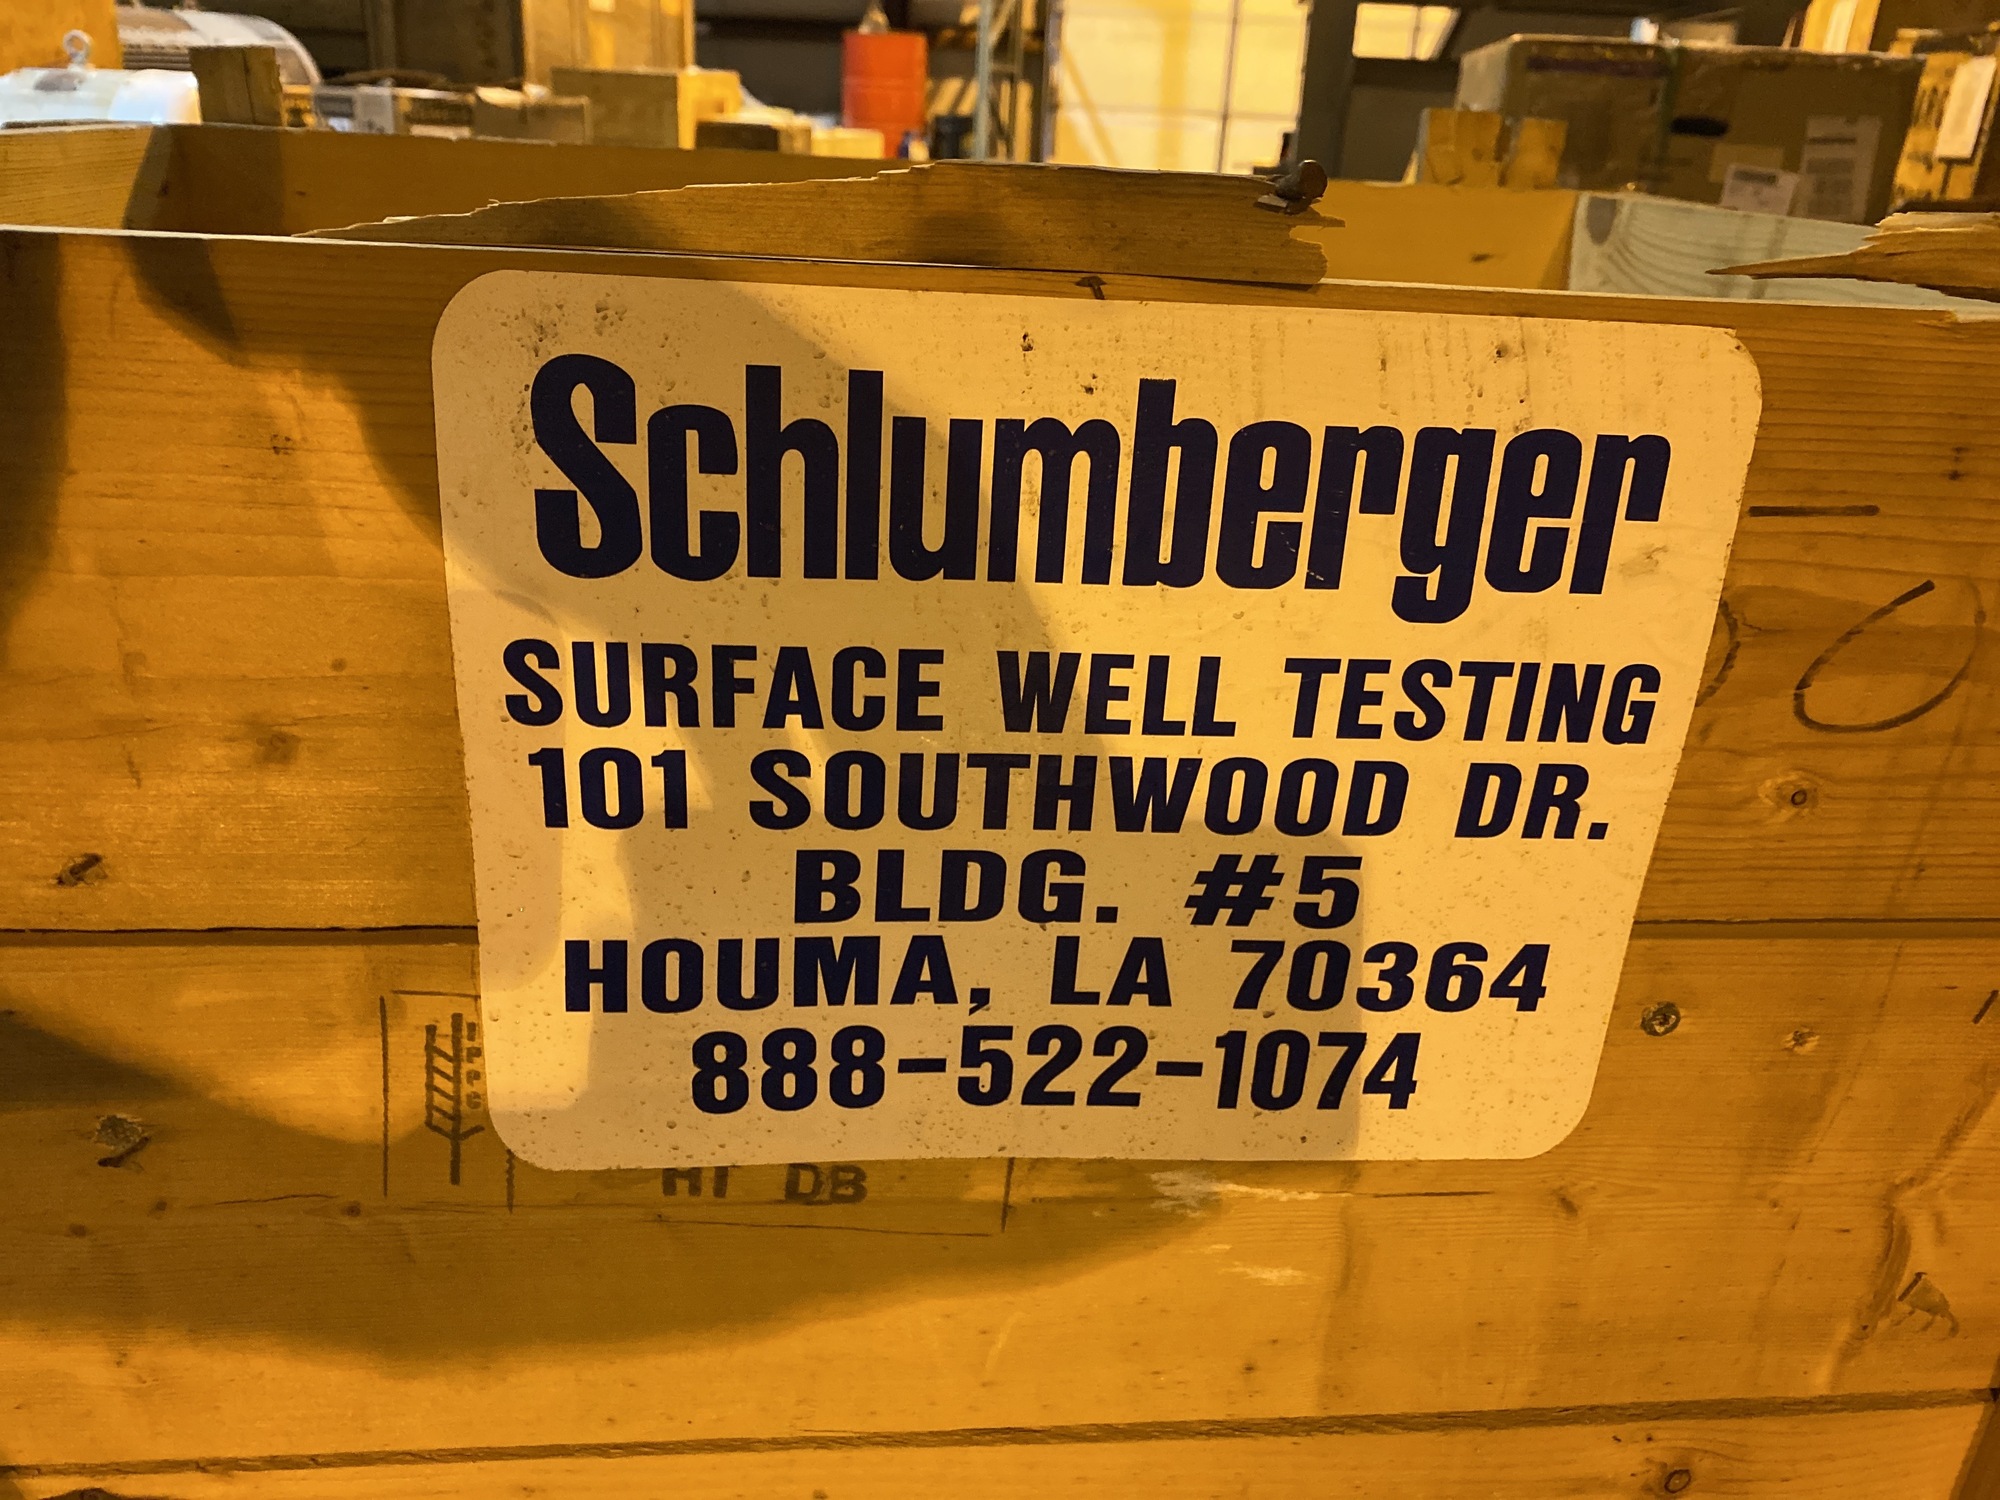 Schlumberger
SURFACE WELL TESTING
101 SOUTHWOOD DR.
BLDG. #5
HOUMA, LA 70364
888-522-1074
HT DB